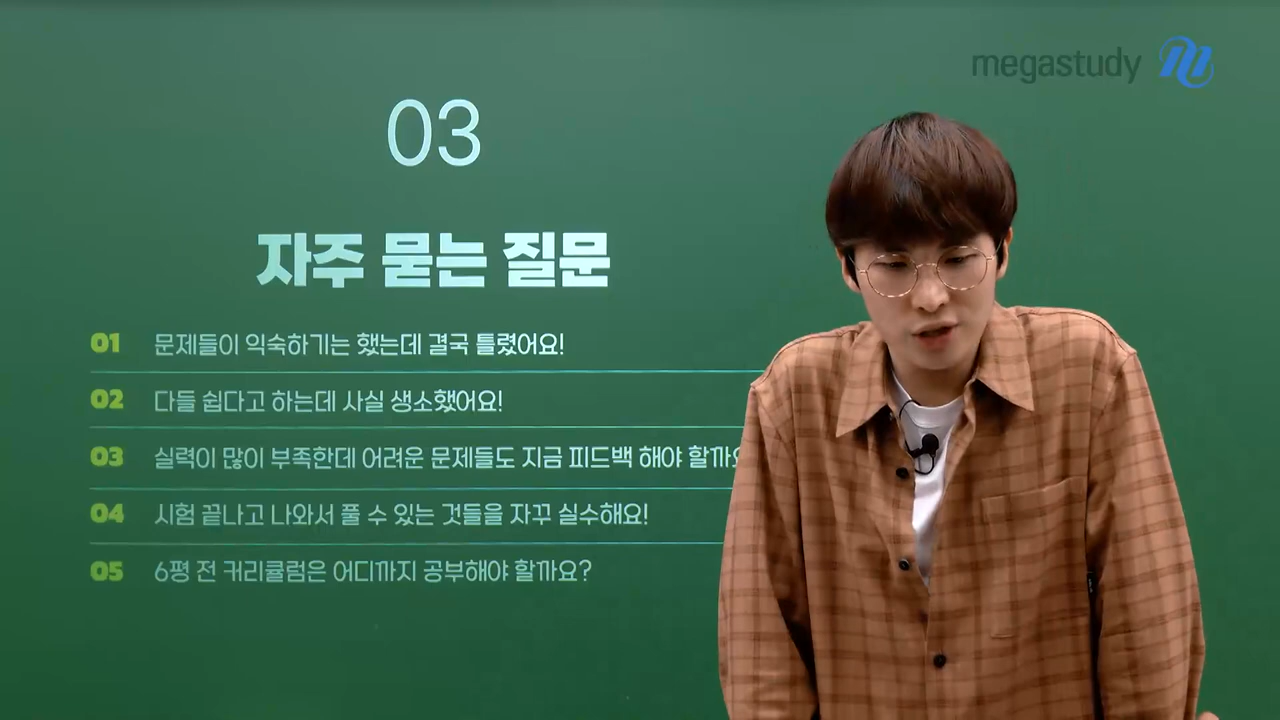 megastudy
03
자주 묻는 질문
01 문제들이 익숙하기는 했는데 결국 틀렸어요!
02 다들 쉽다고 하는데 사실 생소했어요!
03 실력이 많이 부족한데 어려운 문제들도 지금 피드백 해야
04 시험 끝나고 나와서 풀 수 있는 것들을 자꾸 실수해요!
05 6평 전 커리큘럼은 어디까지 공부해야 할까요?